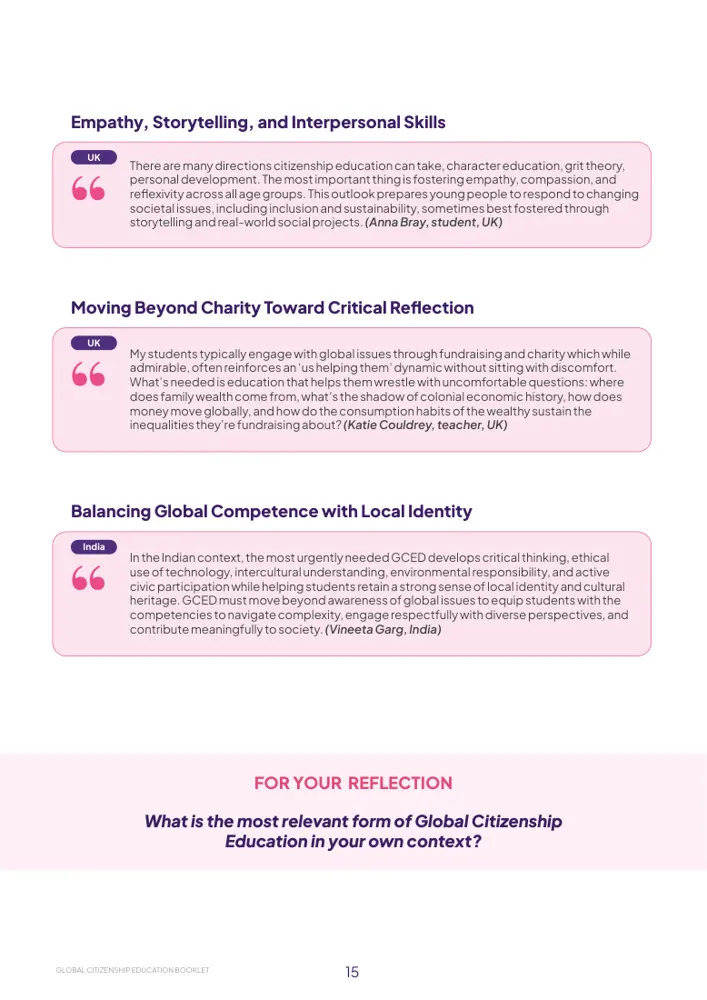 Empathy, Storytelling, and Interpersonal Skills
UK
There are many directions citizenship education can take, character education, grit theory,
personal development. The most important thing is fostering empathy, compassion, and
reflexivity across all age groups. This outlook prepares young people to respond to changing
societal issues, including inclusion and sustainability, sometimes best fostered through
storytelling and real-world social projects. (Anna Bray, student, UK)
Moving Beyond Charity Toward Critical Reflection
UK
My students typically engage with global issues through fundraising and charity which while
admirable, often reinforces an ‘us helping them’ dynamic without sitting with discomfort.
What’s needed is education that helps them wrestle with uncomfortable questions: where
does family wealth come from, what’s the shadow of colonial economic history, how does
money move globally, and how do the consumption habits of the wealthy sustain the
inequalities they’re fundraising about? (Katie Couldrey, teacher, UK)
Balancing Global Competence with Local Identity
India
In the Indian context, the most urgently needed GCED develops critical thinking, ethical
use of technology, intercultural understanding, environmental responsibility, and active
civic participation while helping students retain a strong sense of local identity and cultural
heritage. GCED must move beyond awareness of global issues to equip students with the
competencies to navigate complexity, engage respectfully with diverse perspectives, and
contribute meaningfully to society. (Vineeta Garg, India)
FOR YOUR REFLECTION
What is the most relevant form of Global Citizenship
Education in your own context?
GLOBAL CITIZENSHIP EDUCATION BOOKLET
15